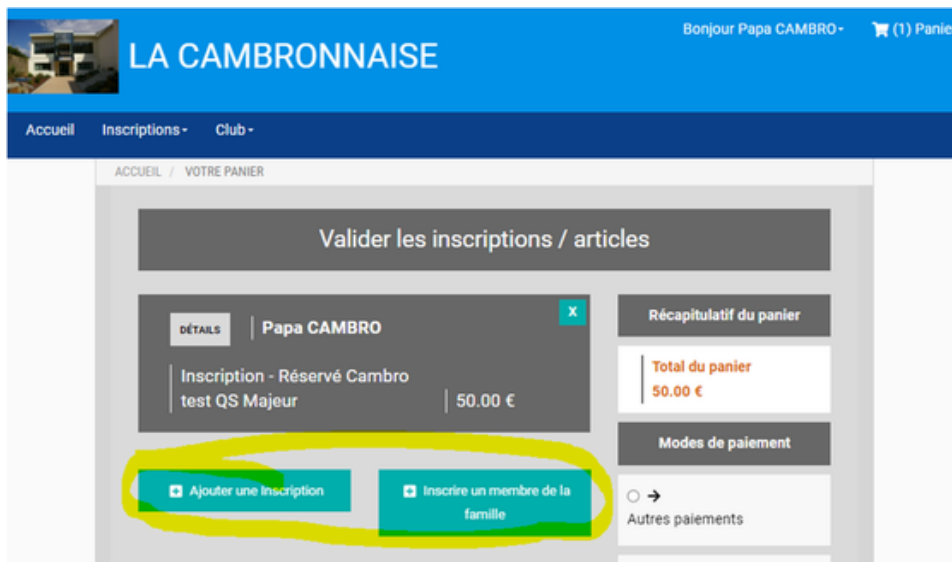 Bonjour Papa CAMBRO
(1) Panie
LA CAMBRONNAISE
Accueil
Inscriptions
Club
ACCUEIL / VOTRE PANIER
Valider les inscriptions / articles
DÉTAILS
Papa CAMBRO
X
Inscription - Réservé Cambro
test QS Majeur
50.00 €
Récapitulatif du panier
Total du panier
50.00 €
Modes de paiement
Ajouter une Inscription
Inscrire un membre de la
famille
Autres paiements